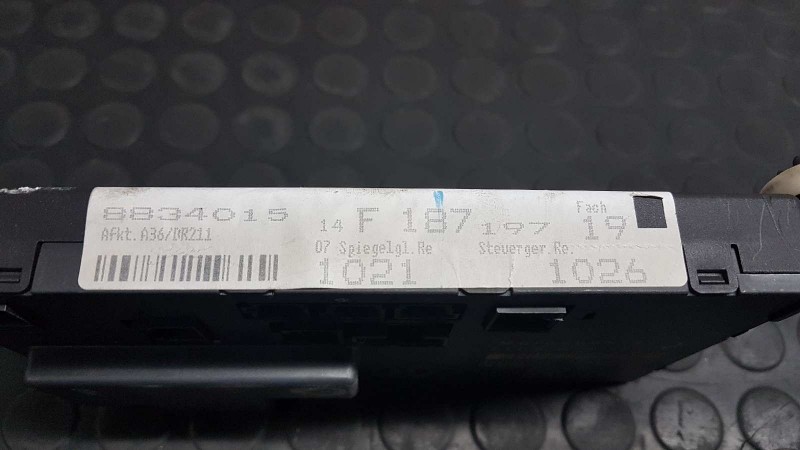 8834015 14 F 187 197 Fach 19
Afkt. A36/DR211
07 Spiegelgl.Re Steuerger.Re:
1021 1026